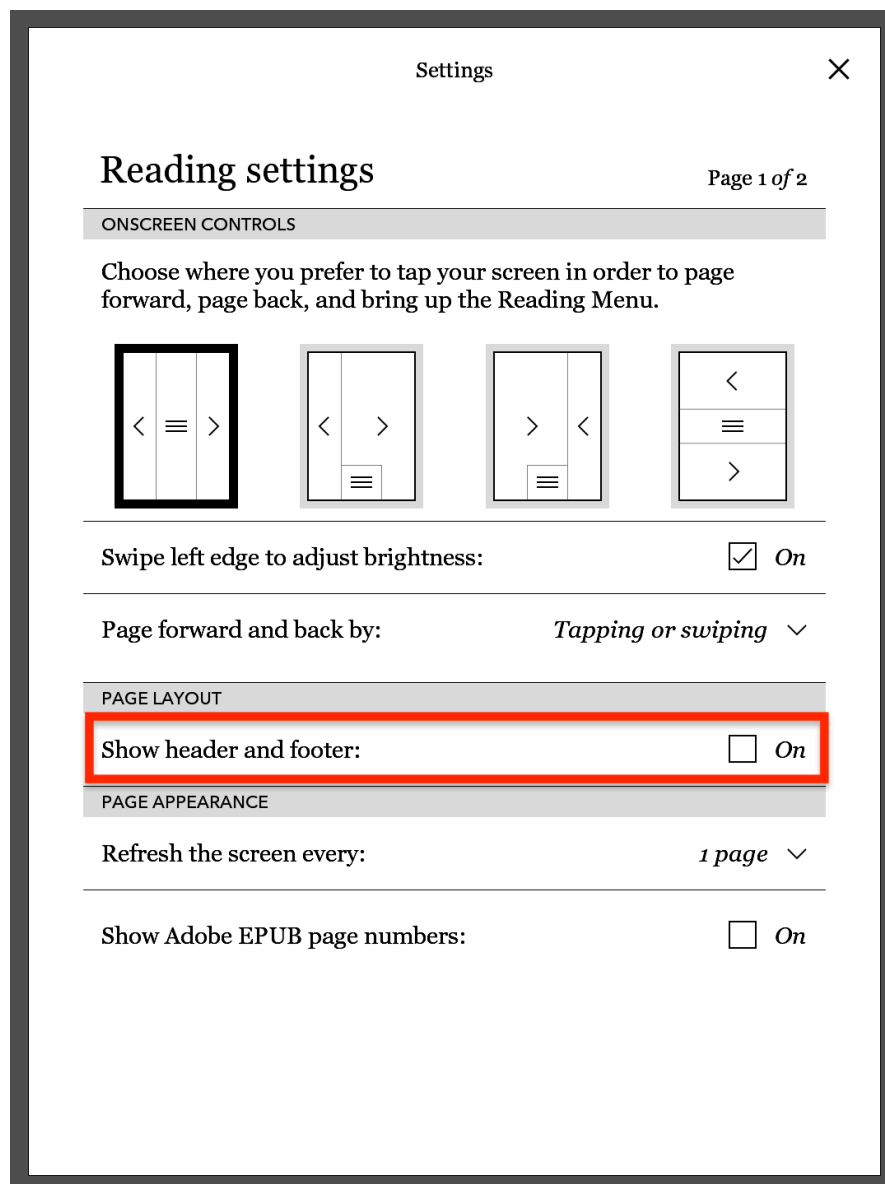 Settings
Reading settings
Page 1 of 2
ONSCREEN CONTROLS
Choose where you prefer to tap your screen in order to page
forward, page back, and bring up the Reading Menu.
Swipe left edge to adjust brightness:
On
Page forward and back by:
Tapping or swiping
PAGE LAYOUT
Show header and footer:
On
PAGE APPEARANCE
Refresh the screen every:
1 page
Show Adobe EPUB page numbers:
On